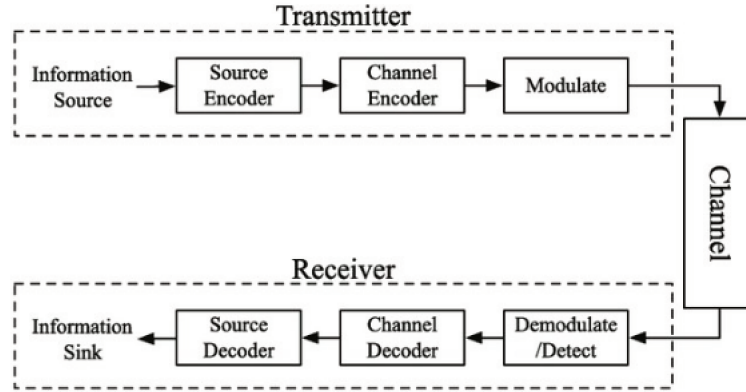 Transmitter
Information
Source
Source
Encoder
Channel
Encoder
Modulate
Channel
Receiver
Information
Sink
Source
Decoder
Channel
Decoder
Demodulate
/Detect